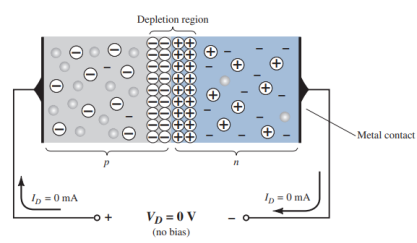 Depletion region
Metal contact
p
n
I_D = 0 mA
I_D = 0 mA
+ V_D = 0 V −
(no bias)